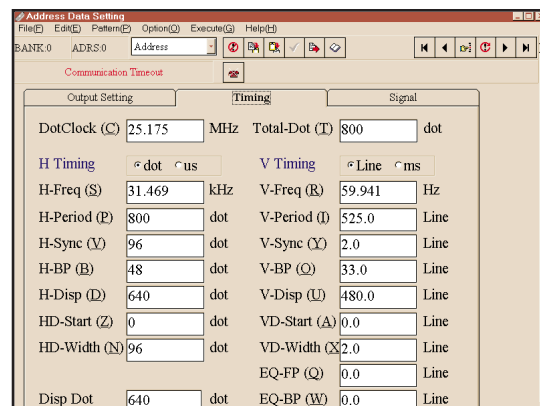 Address Data Setting
File(F) Edit(E) Pattern(P) Option(O) Execute(G) Help(H)
BANK:0 ADRS:0 Address
Communication Timeout
Output Setting Timing Signal
DotClock (C) 25.175 MHz Total-Dot (T) 800 dot
H Timing dot us V Timing Line ms
H-Freq (S) 31.469 kHz V-Freq (R) 59.941 Hz
H-Period (P) 800 dot V-Period (I) 525.0 Line
H-Sync (V) 96 dot V-Sync (Y) 2.0 Line
H-BP (B) 48 dot V-BP (O) 33.0 Line
H-Disp (D) 640 dot V-Disp (U) 480.0 Line
HD-Start (Z) 0 dot VD-Start (A) 0.0 Line
HD-Width (N) 96 dot VD-Width (X 2.0 Line
EQ-FP (Q) 0.0 Line
Disp Dot 640 dot EQ-BP (W) 0.0 Line